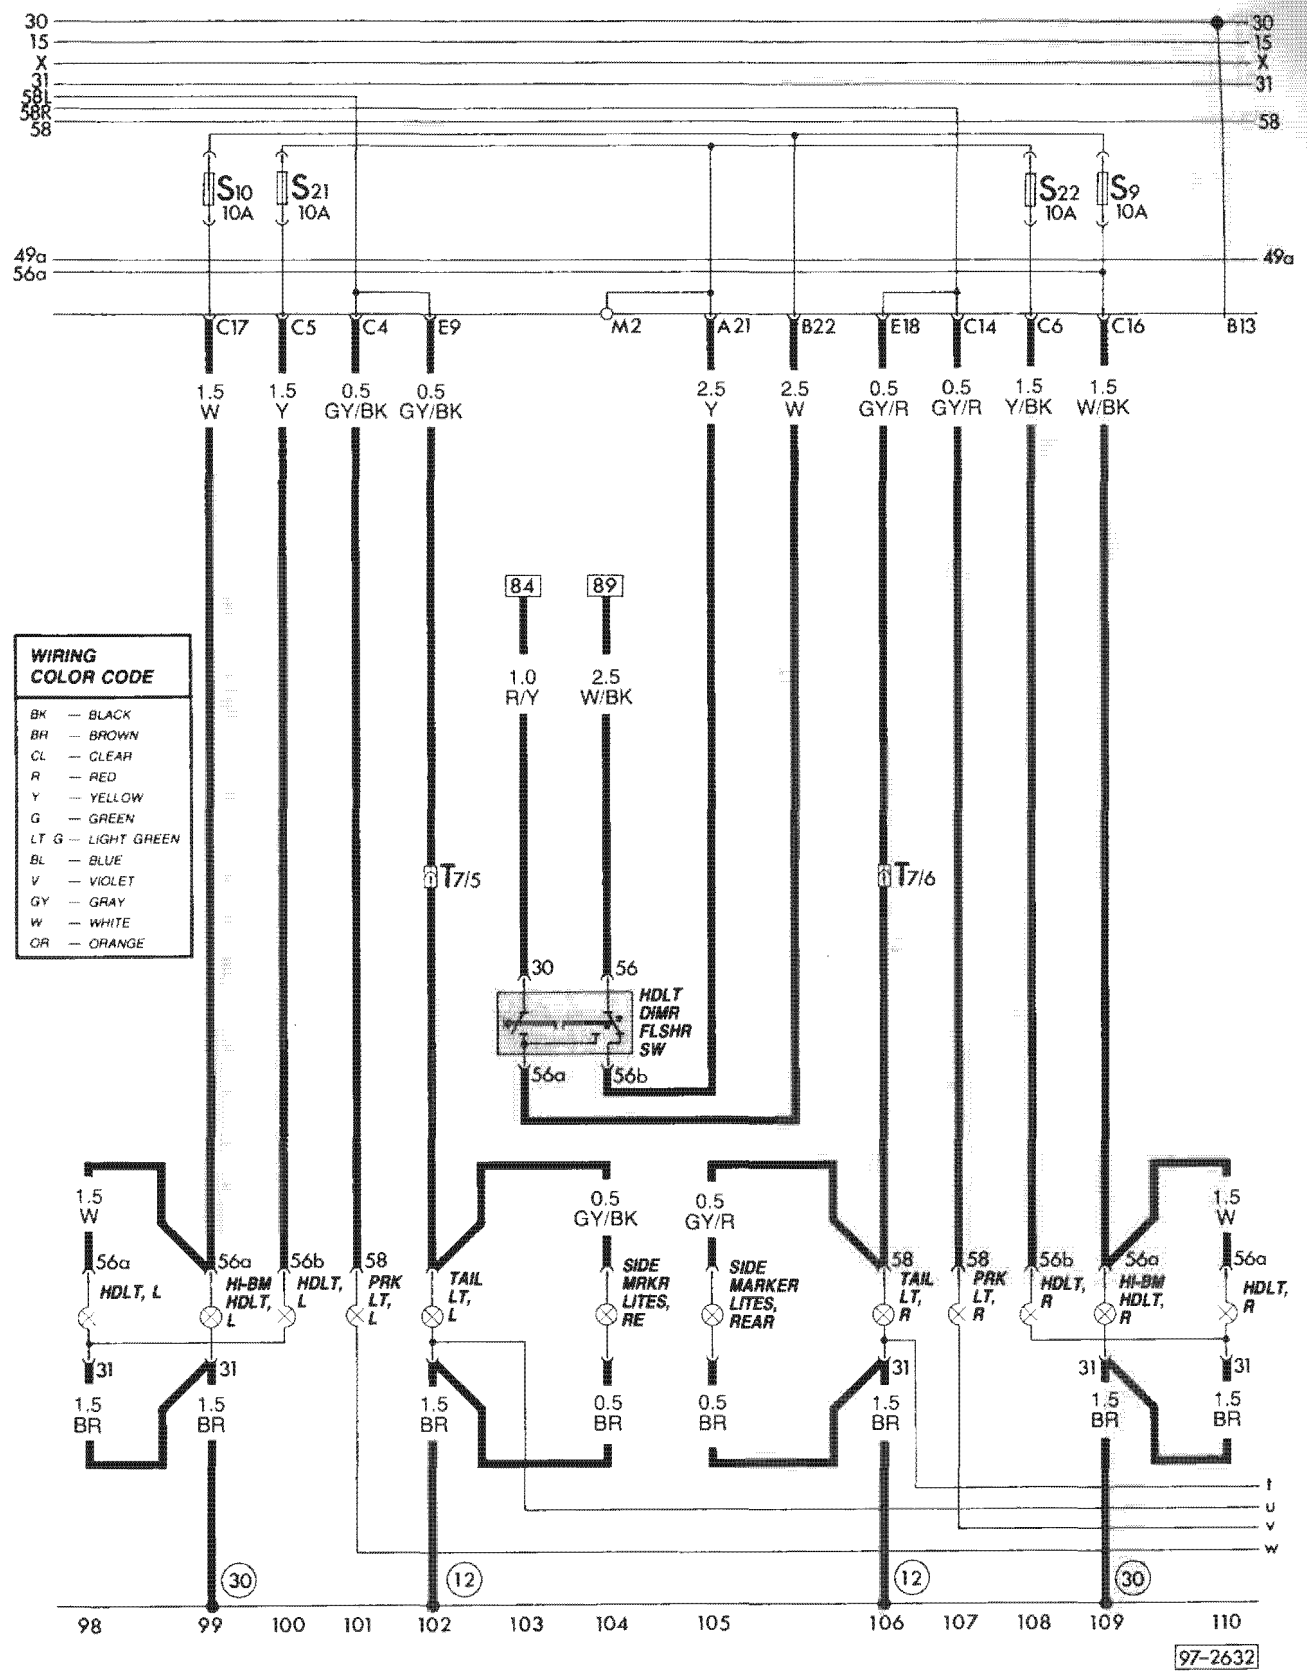 30 30
15 15
X X
31 31
58L
58R
58 58
S10 S21 S22 S9
10A 10A 10A 10A
49a 49a
56a
C17 C5 C4 E9 M2 A21 B22 E18 C14 C6 C16 B13
1.5 1.5 0.5 0.5 2.5 2.5 0.5 0.5 1.5 1.5
W Y GY/BK GY/BK Y W GY/R GY/R Y/BK W/BK
84 89
1.0 2.5
R/Y W/BK
WIRING
COLOR CODE
BK — BLACK
BR — BROWN
CL — CLEAR
R — RED
Y — YELLOW
G — GREEN
LT G — LIGHT GREEN
BL — BLUE
V — VIOLET
GY — GRAY
W — WHITE
OR — ORANGE
T7/5 T7/6
30 56
HDLT
DIMR
FLSHR
SW
56a 56b
1.5 0.5 0.5 1.5
W GY/BK GY/R W
56a 56a 56b 58 58 58 56b 56a 56a
HDLT, L
HI-BM
HDLT,
L
HDLT,
L
PRK
LT,
L
TAIL
LT,
L
SIDE
MRKR
LITES,
RE
SIDE
MARKER
LITES,
REAR
TAIL
LT,
R
PRK
LT,
R
HDLT,
R
HI-BM
HDLT,
R
HDLT,
R
31 31 31 31 31
1.5 1.5 1.5 0.5 0.5 1.5 1.5 1.5
BR BR BR BR BR BR BR BR
t
u
v
w
30 12 12 30
98 99 100 101 102 103 104 105 106 107 108 109 110
97-2632